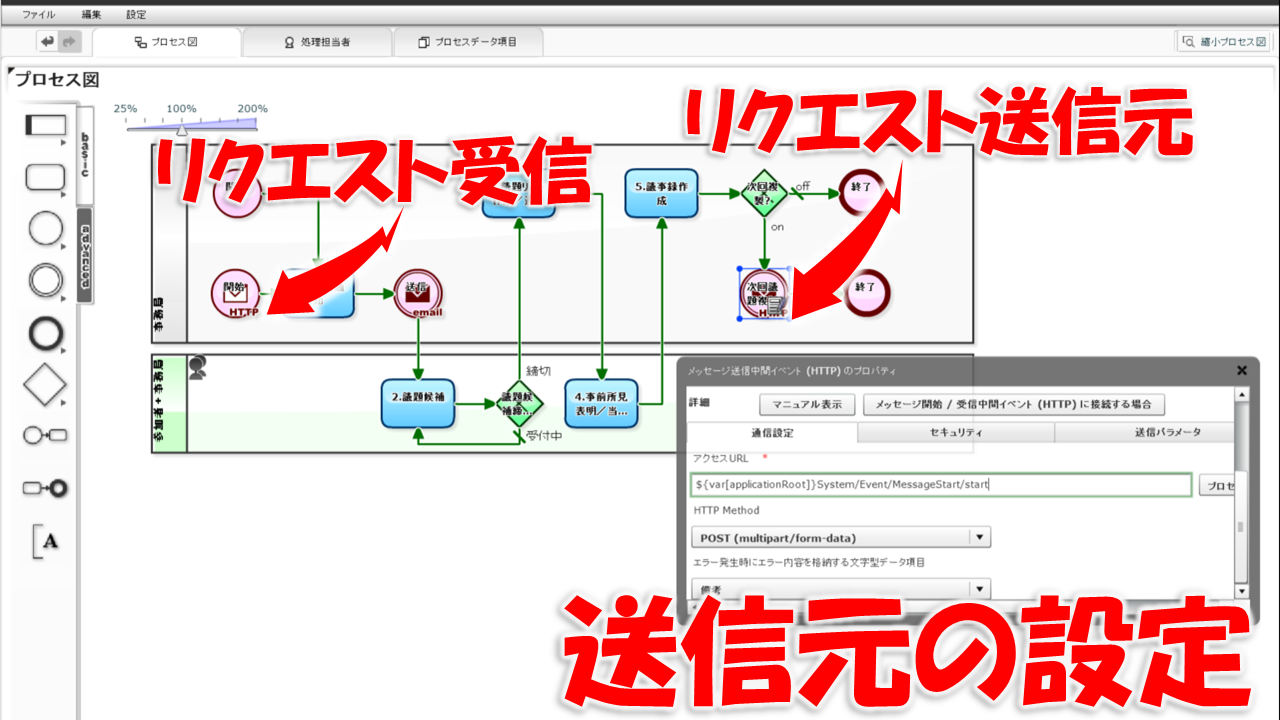 ファイル 編集 設定
プロセス図 処理担当者 プロセスデータ項目 縮小プロセス図
プロセス図
25% 100% 200%
basic
advanced
リクエスト受信
リクエスト送信元
5.議事録作成
次回複製?
off
終了
on
開始
HTTP
送信
email
次回議題複
終了
事務局
参加者+事務局
2.議題候補
締切
議題候補締...
受付中
4.事前所見表明／当...
メッセージ送信中間イベント (HTTP) のプロパティ
詳細 マニュアル表示 メッセージ開始 / 受信中間イベント (HTTP) に接続する場合
通信設定 セキュリティ 送信パラメータ
アクセスURL *
${var[applicationRoot]}System/Event/MessageStart/start
プロセ
HTTP Method
POST (multipart/form-data)
エラー発生時にエラー内容を格納する文字型データ項目
備考
送信元の設定
A